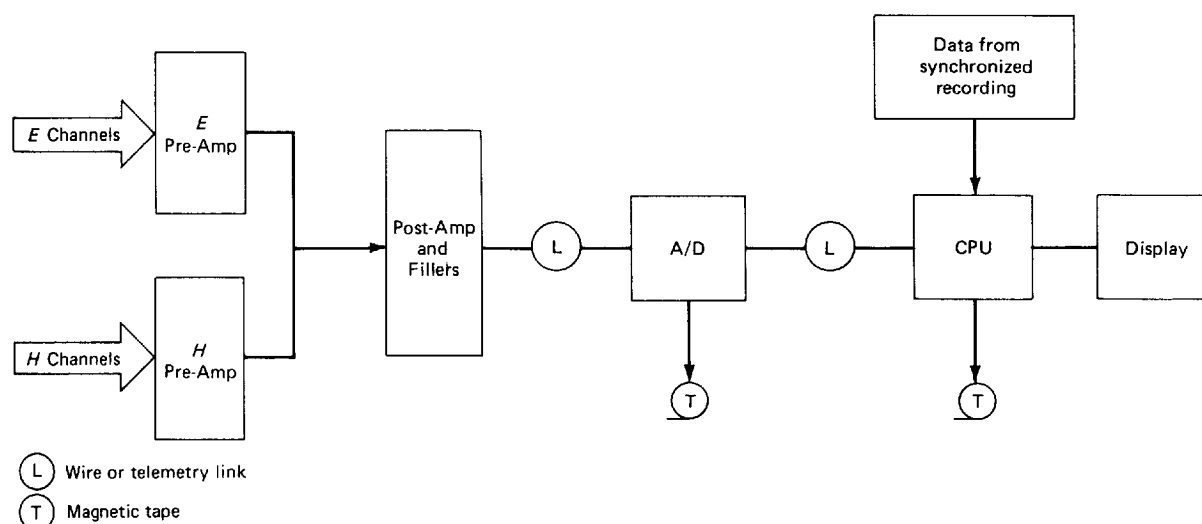 Data from
synchronized
recording
E Channels
E
Pre-Amp
Post-Amp
and
Fillers
L
A/D
L
CPU
Display
H Channels
H
Pre-Amp
T
T
L Wire or telemetry link
T Magnetic tape